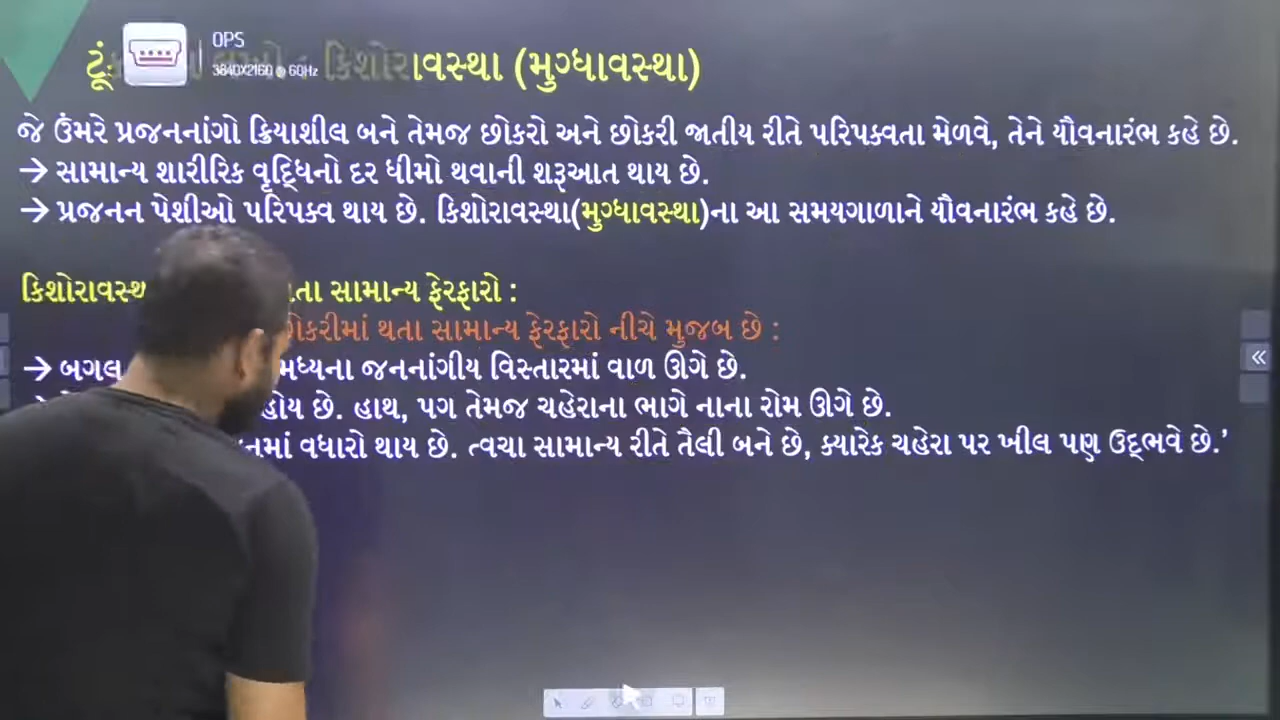 OPS
3840X2160 @ 60Hz
ટૂં કિશોરાવસ્થા (મુગ્ધાવસ્થા)
જે ઉંમરે પ્રજનનાંગો ક્રિયાશીલ બને તેમજ છોકરો અને છોકરી જાતીય રીતે પરિપક્વતા મેળવે, તેને યૌવનારંભ કહે છે.
→ સામાન્ય શારીરિક વૃદ્ધિનો દર ધીમો થવાની શરૂઆત થાય છે.
→ પ્રજનન પેશીઓ પરિપક્વ થાય છે. કિશોરાવસ્થા(મુગ્ધાવસ્થા)ના આ સમયગાળાને યૌવનારંભ કહે છે.
કિશોરાવસ્થ તા સામાન્ય ફેરફારો :
છોકરીમાં થતા સામાન્ય ફેરફારો નીચે મુજબ છે :
→ બગલ મધ્યના જનનાંગીય વિસ્તારમાં વાળ ઊગે છે.
હોય છે. હાથ, પગ તેમજ ચહેરાના ભાગે નાના રોમ ઊગે છે.
નમાં વધારો થાય છે. ત્વચા સામાન્ય રીતે તૈલી બને છે, ક્યારેક ચહેરા પર ખીલ પણ ઉદ્ભવે છે.'